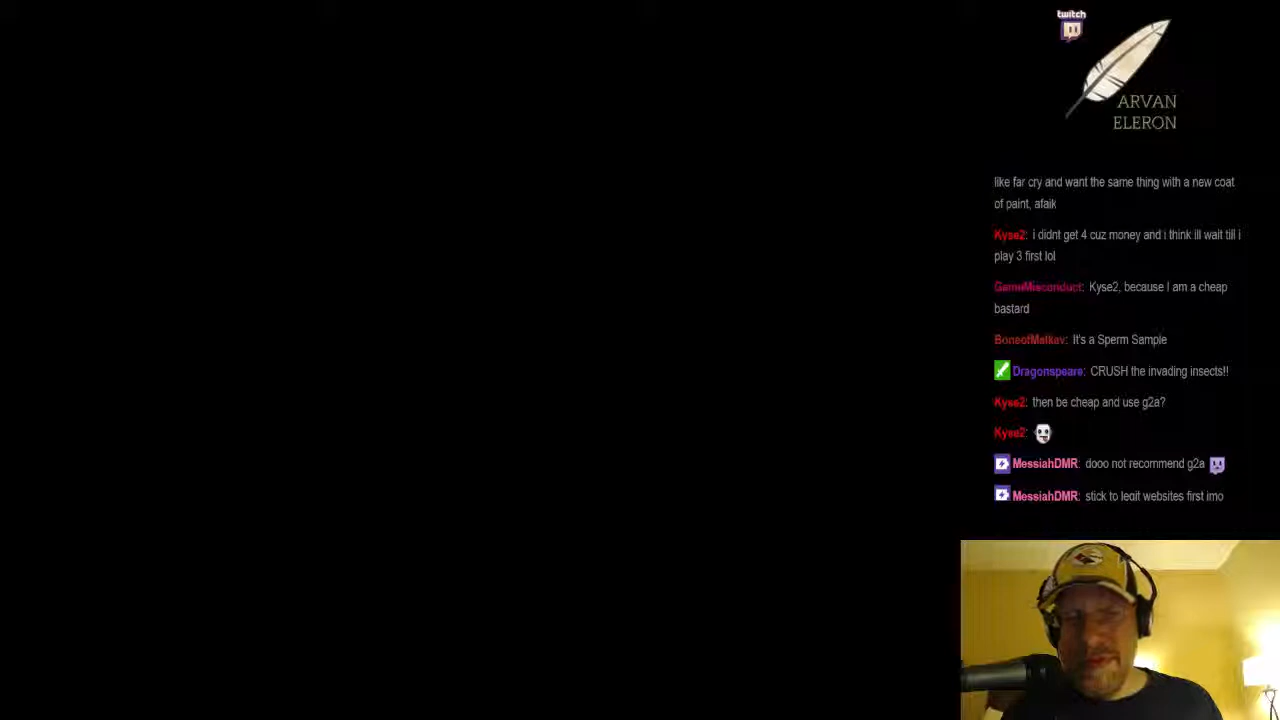 twitch
ARVAN
ELERON
like far cry and want the same thing with a new coat
of paint, afaik
Kyse2: i didnt get 4 cuz money and i think ill wait till i
play 3 first lol
GameMisconduct: Kyse2, because I am a cheap
bastard
BoneofMalkav: It's a Sperm Sample
Dragonspeare: CRUSH the invading insects!!
Kyse2: then be cheap and use g2a?
Kyse2:
MessiahDMR: dooo not recommend g2a
MessiahDMR: stick to legit websites first imo